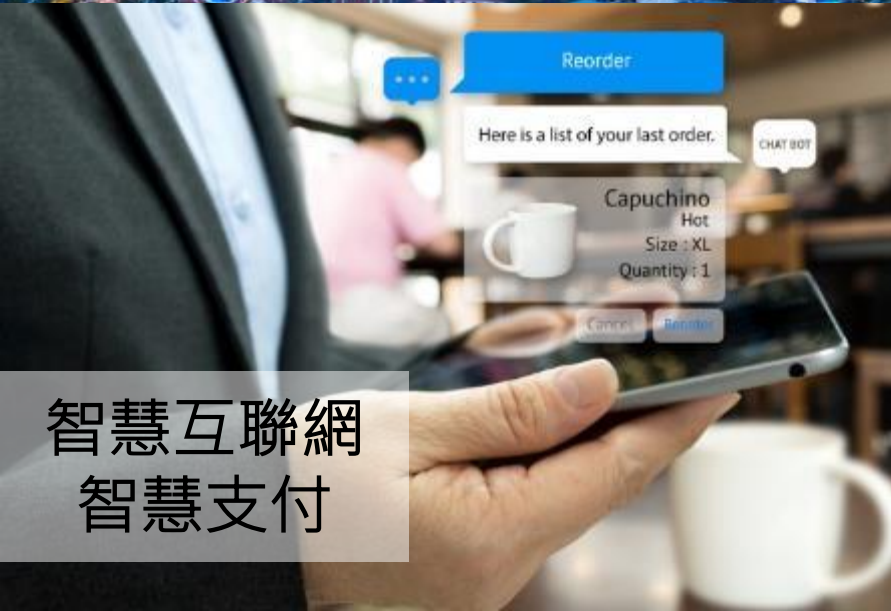 Reorder
Here is a list of your last order.
CHAT BOT
Capuchino
Hot
Size : XL
Quantity : 1
Cancel
Reorder
智慧互聯網
智慧支付